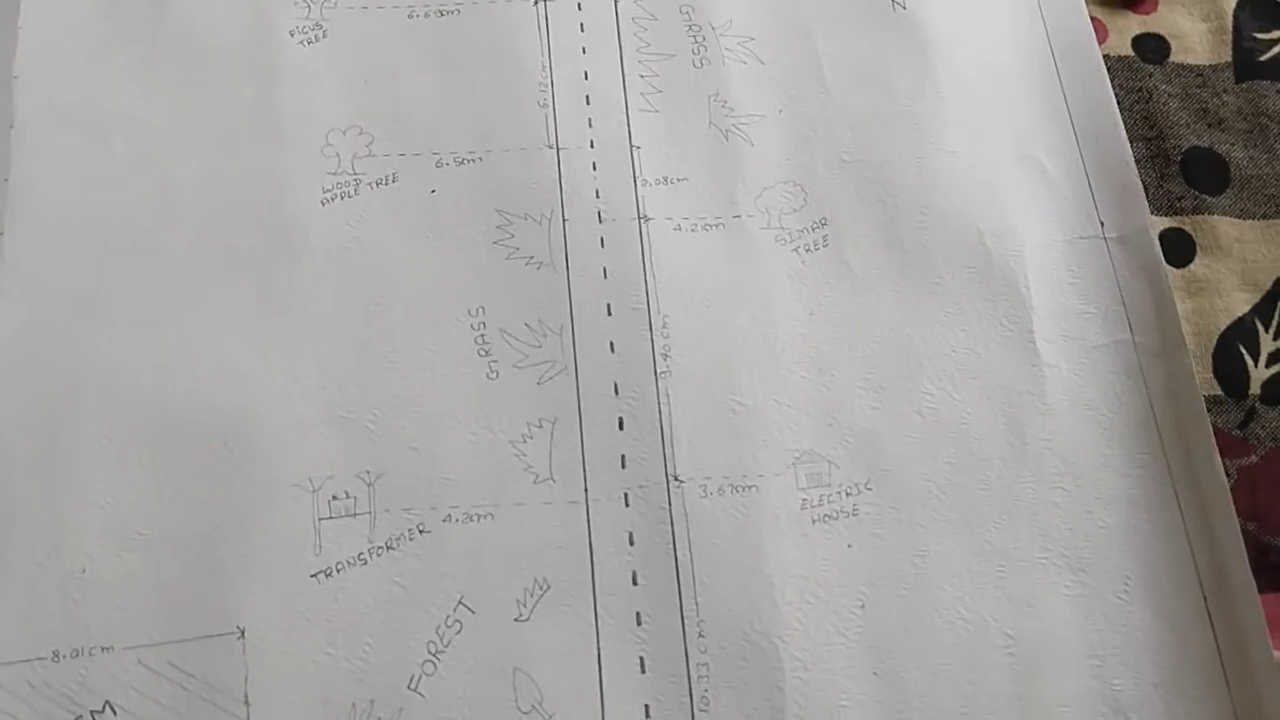 6.69cm
FICUS
TREE
GRASS
6.12cm
6.5cm
WOOD
APPLE TREE
2.08cm
4.21cm
SIMAR
TREE
GRASS
9.40cm
3.67cm
ELECTRIC
HOUSE
4.2cm
TRANSFORMER
FOREST
8.01cm
10.33cm